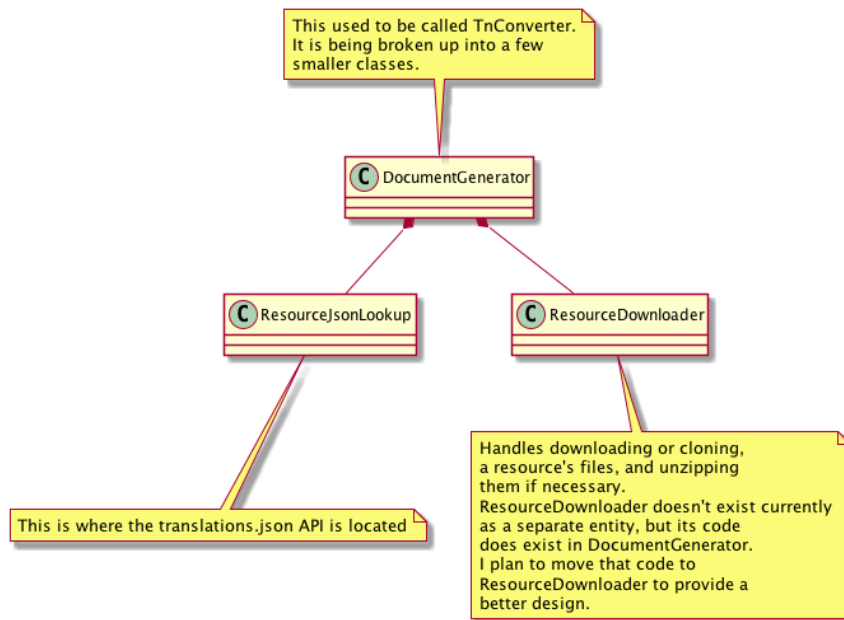 This used to be called TnConverter.
It is being broken up into a few
smaller classes.
C DocumentGenerator
C ResourceJsonLookup
C ResourceDownloader
Handles downloading or cloning,
a resource's files, and unzipping
them if necessary.
ResourceDownloader doesn't exist currently
as a separate entity, but its code
does exist in DocumentGenerator.
I plan to move that code to
ResourceDownloader to provide a
better design.
This is where the translations.json API is located